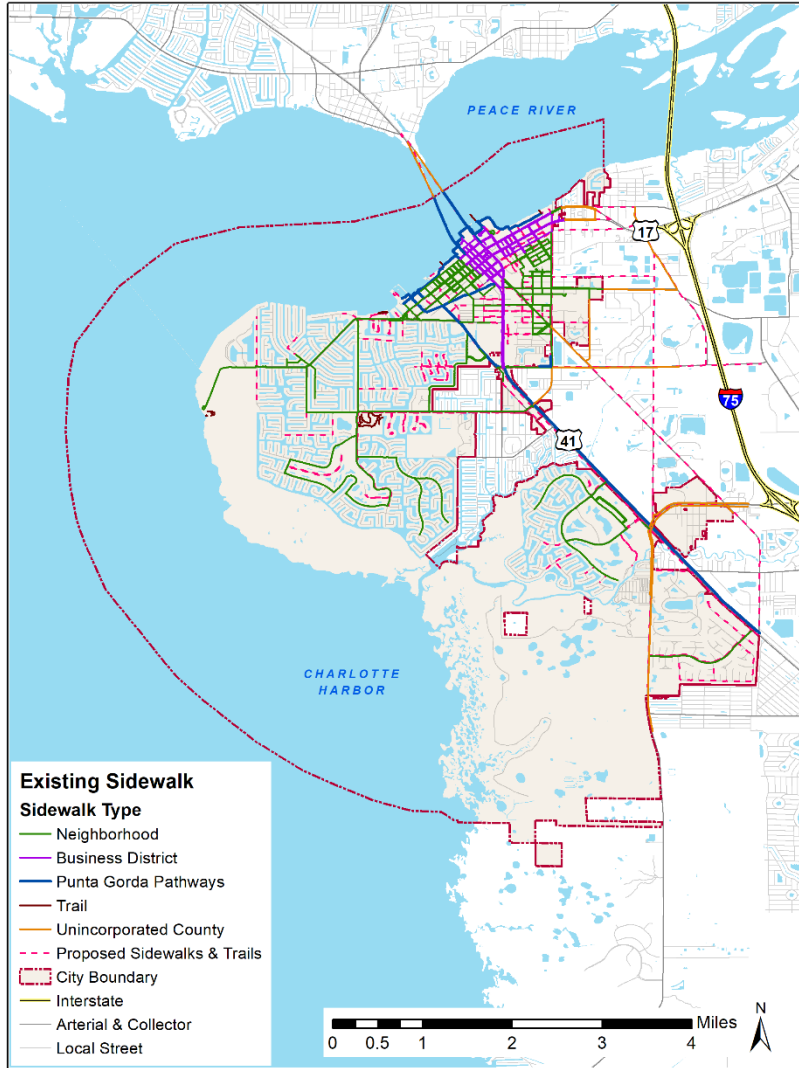 PEACE RIVER
17
75
41
CHARLOTTE
HARBOR
Existing Sidewalk
Sidewalk Type
Neighborhood
Business District
Punta Gorda Pathways
Trail
Unincorporated County
Proposed Sidewalks & Trails
City Boundary
Interstate
Arterial & Collector
Local Street
Miles
0 0.5 1 2 3 4
N